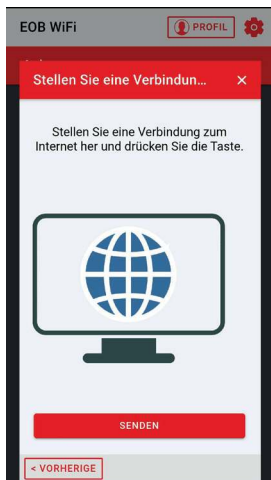 EOB WiFi
PROFIL
Stellen Sie eine Verbindun... ×
Stellen Sie eine Verbindung zum
Internet her und drücken Sie die Taste.
SENDEN
< VORHERIGE